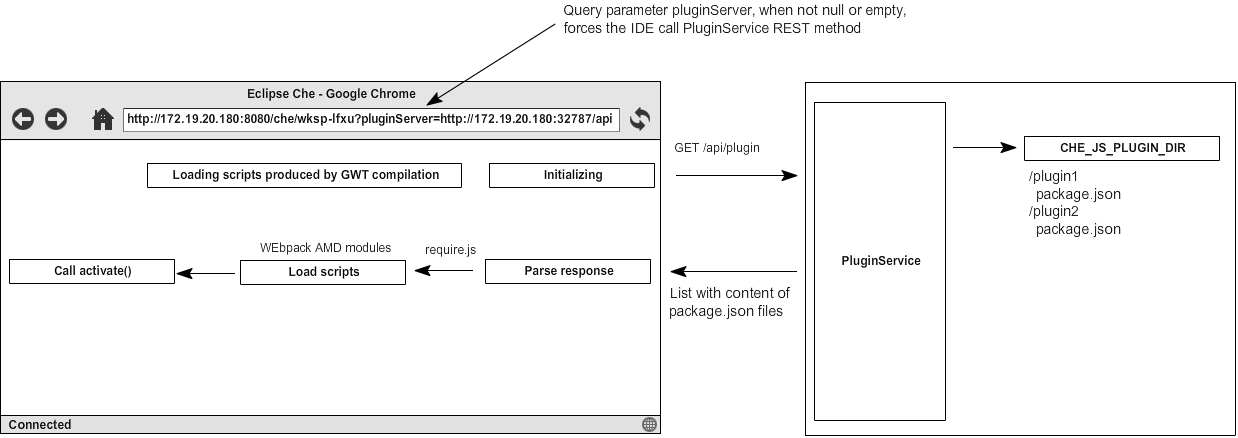 Query parameter pluginServer, when not null or empty,
forces the IDE call PluginService REST method
Eclipse Che - Google Chrome
http://172.19.20.180:8080/che/wksp-lfxu?pluginServer=http://172.19.20.180:32787/api
Loading scripts produced by GWT compilation
Initializing
GET /api/plugin
CHE_JS_PLUGIN_DIR
/plugin1
package.json
/plugin2
package.json
WEbpack AMD modules
require.js
Call activate()
Load scripts
Parse response
PluginService
List with content of
package.json files
Connected